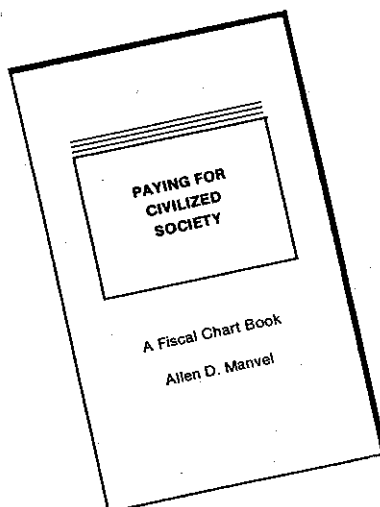 PAYING FOR
CIVILIZED
SOCIETY
A Fiscal Chart Book
Allen D. Manvel